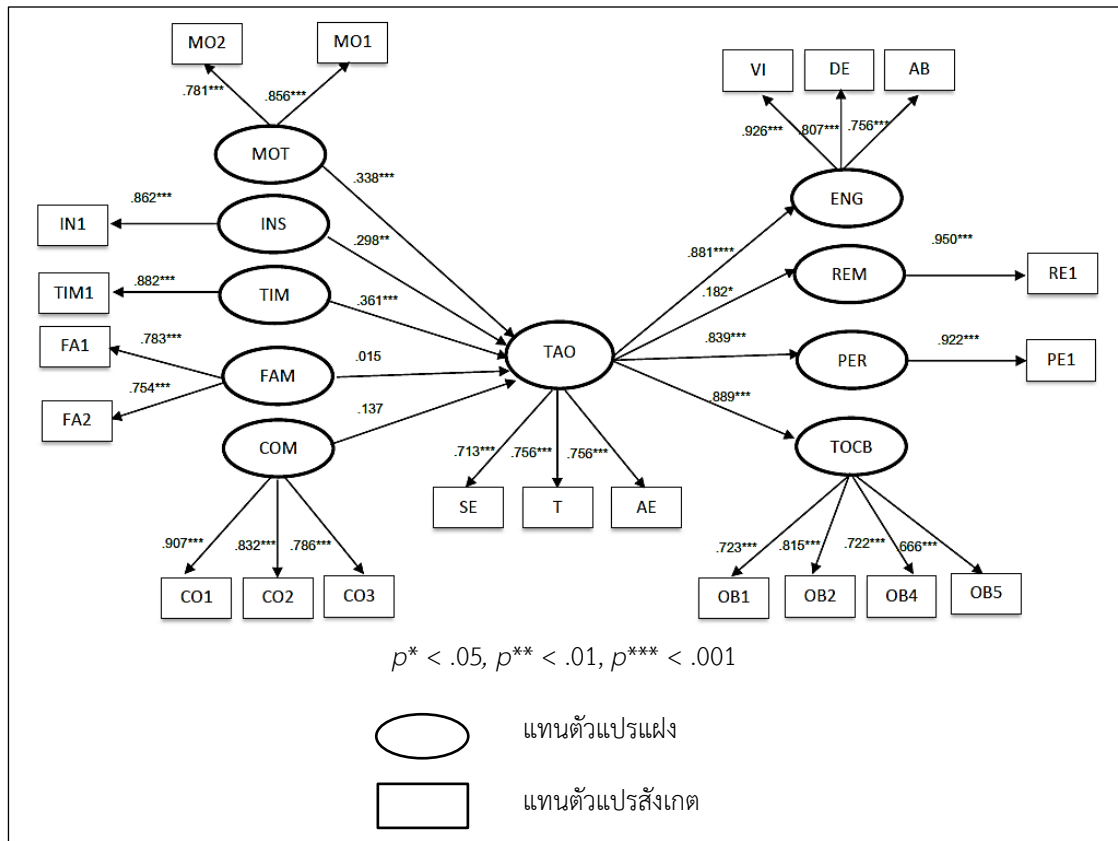 MO2
MO1
.781***
.856***
MOT
VI
DE
AB
.926***
.807***
.756***
ENG
.338***
IN1
.862***
INS
.298**
TIM1
.882***
TIM
.361***
FA1
.783***
FA2
.754***
FAM
.015
COM
.137
TAO
.881****
.182*
REM
.950***
RE1
.839***
PER
.922***
PE1
.889***
TOCB
.713***
.756***
.756***
SE
T
AE
.907***
.832***
.786***
CO1
CO2
CO3
.723***
.815***
.722***
.666***
OB1
OB2
OB4
OB5
p* < .05, p** < .01, p*** < .001
แทนตัวแปรแฝง
แทนตัวแปรสังเกต